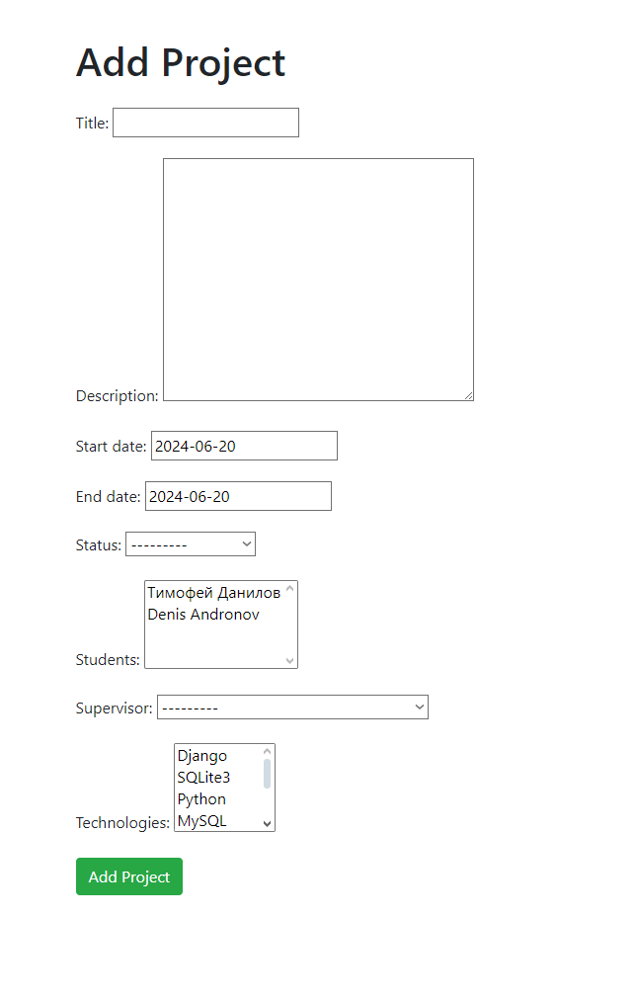 Add Project
Title:
Description:
Start date: 2024-06-20
End date: 2024-06-20
Status: ---------
Тимофей Данилов
Denis Andronov
Students:
Supervisor: ---------
Django
SQLite3
Python
MySQL
Technologies:
Add Project